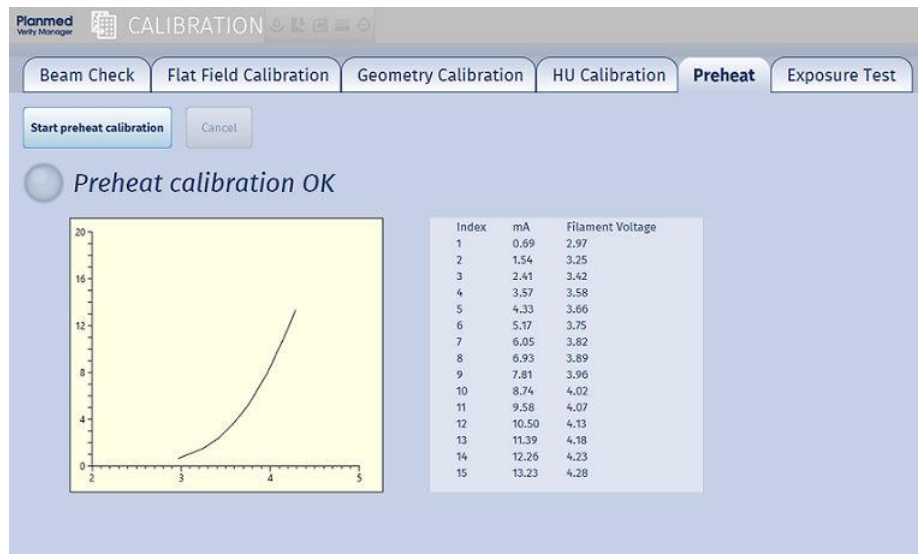 Planmed
Verity Manager
CALIBRATION
Beam Check Flat Field Calibration Geometry Calibration HU Calibration Preheat Exposure Test
Start preheat calibration Cancel
Preheat calibration OK
20
16
12
8
4
0
2 3 4 5
Index mA Filament Voltage
1 0.69 2.97
2 1.54 3.25
3 2.41 3.42
4 3.57 3.58
5 4.33 3.66
6 5.17 3.75
7 6.05 3.82
8 6.93 3.89
9 7.81 3.96
10 8.74 4.02
11 9.58 4.07
12 10.50 4.13
13 11.39 4.18
14 12.26 4.23
15 13.23 4.28